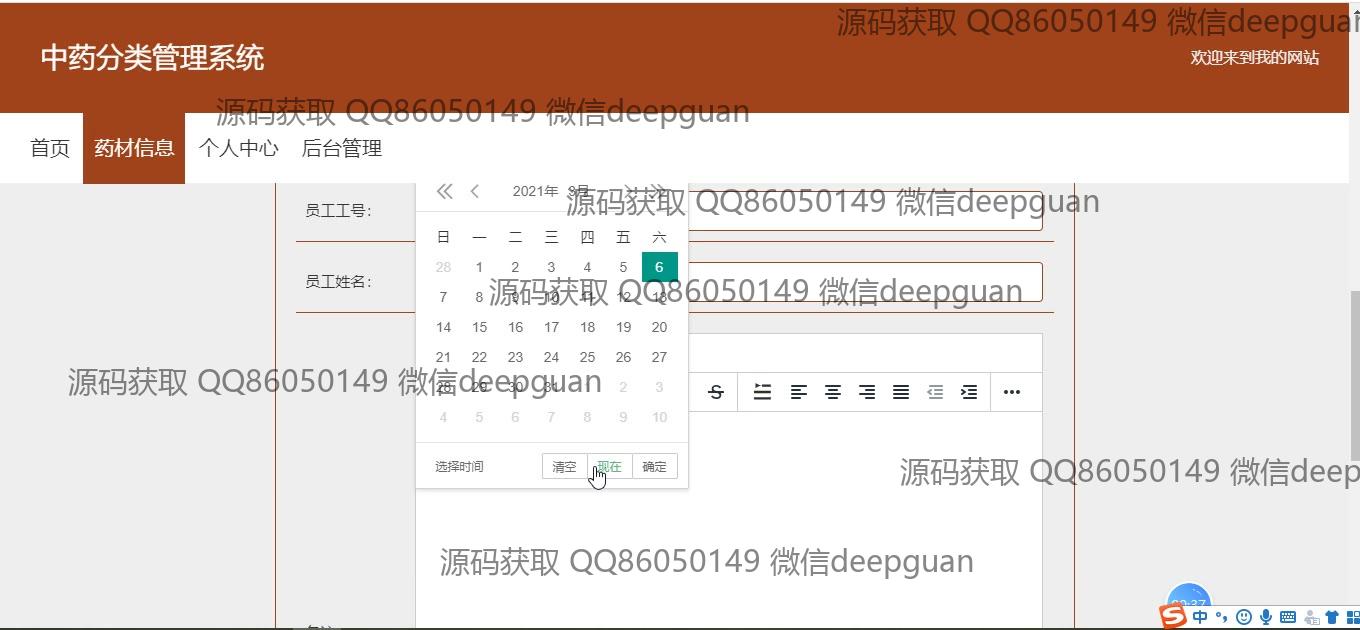 源码获取 QQ86050149 微信deepguan
中药分类管理系统
欢迎来到我的网站
源码获取 QQ86050149 微信deepguan
首页 药材信息 个人中心 后台管理
2021年 3月
源码获取 QQ86050149 微信deepguan
员工工号：
日 一 二 三 四 五 六
28 1 2 3 4 5 6
员工姓名：
7 8 9 10 11 12 13
源码获取 QQ86050149 微信deepguan
14 15 16 17 18 19 20
21 22 23 24 25 26 27
28 29 30 31 1 2 3
源码获取 QQ86050149 微信deepguan
4 5 6 7 8 9 10
选择时间 清空 现在 确定
源码获取 QQ86050149 微信deep
源码获取 QQ86050149 微信deepguan
中